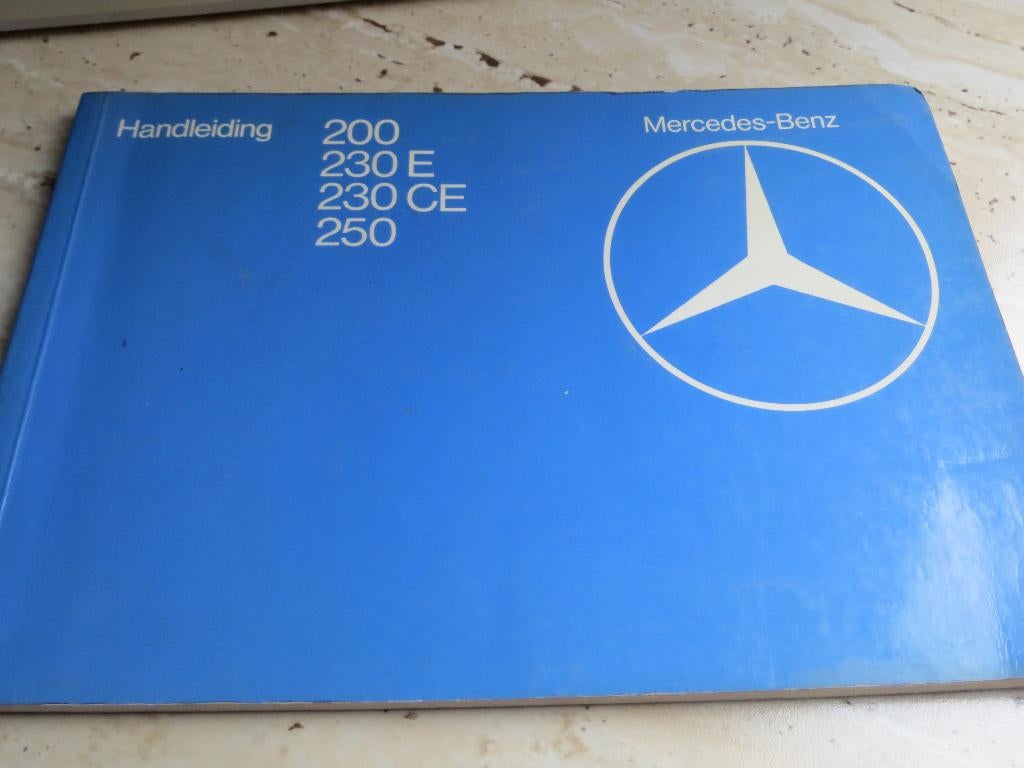 Handleiding
200
230 E
230 CE
250
Mercedes-Benz